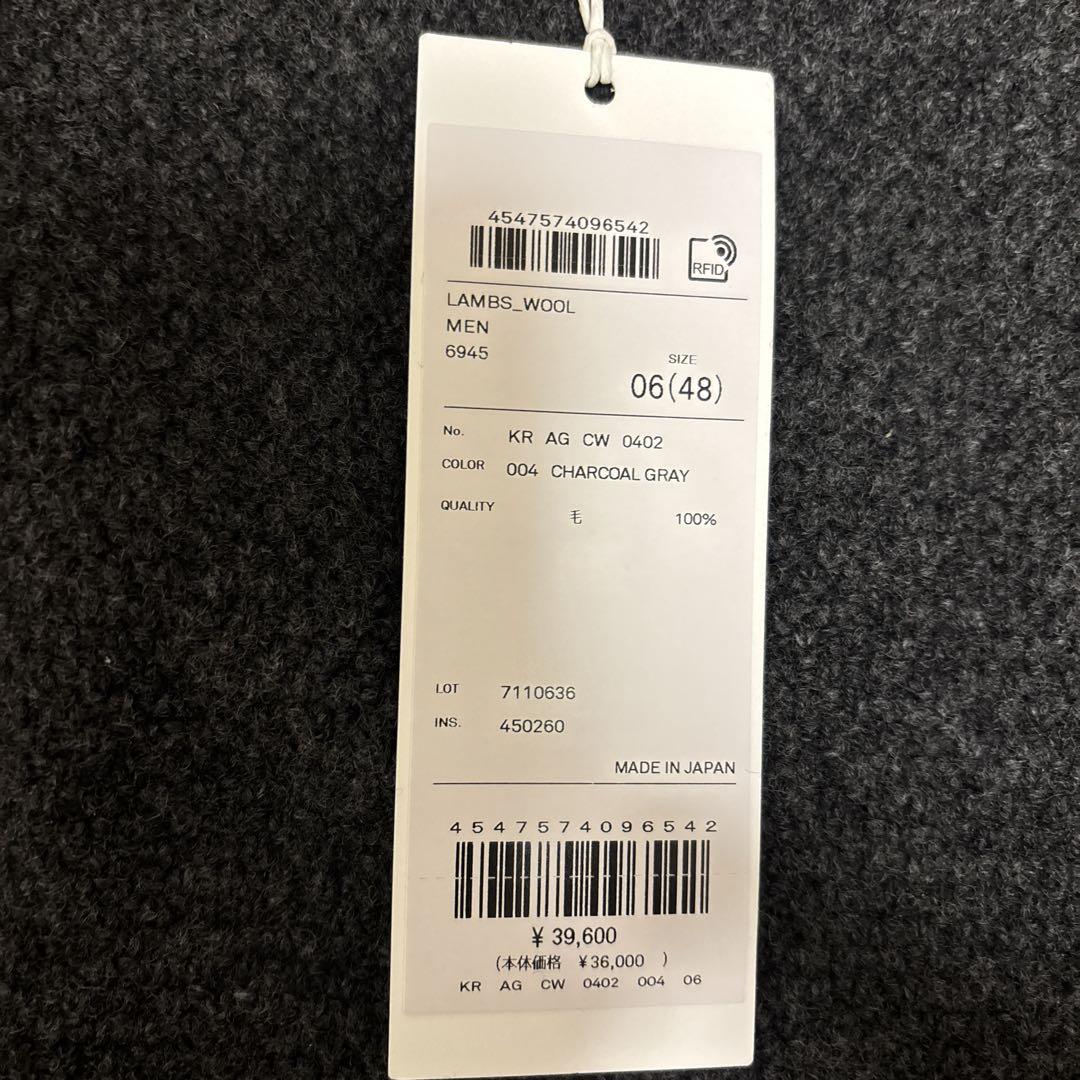 4547574096542
RFID
LAMBS_WOOL
MEN
6945
SIZE
06(48)
No. KR AG CW 0402
COLOR 004 CHARCOAL GRAY
QUALITY 毛 100%
LOT 7110636
INS. 450260
MADE IN JAPAN
4547574096542
¥ 39,600
(本体価格 ¥36,000 )
KR AG CW 0402 004 06